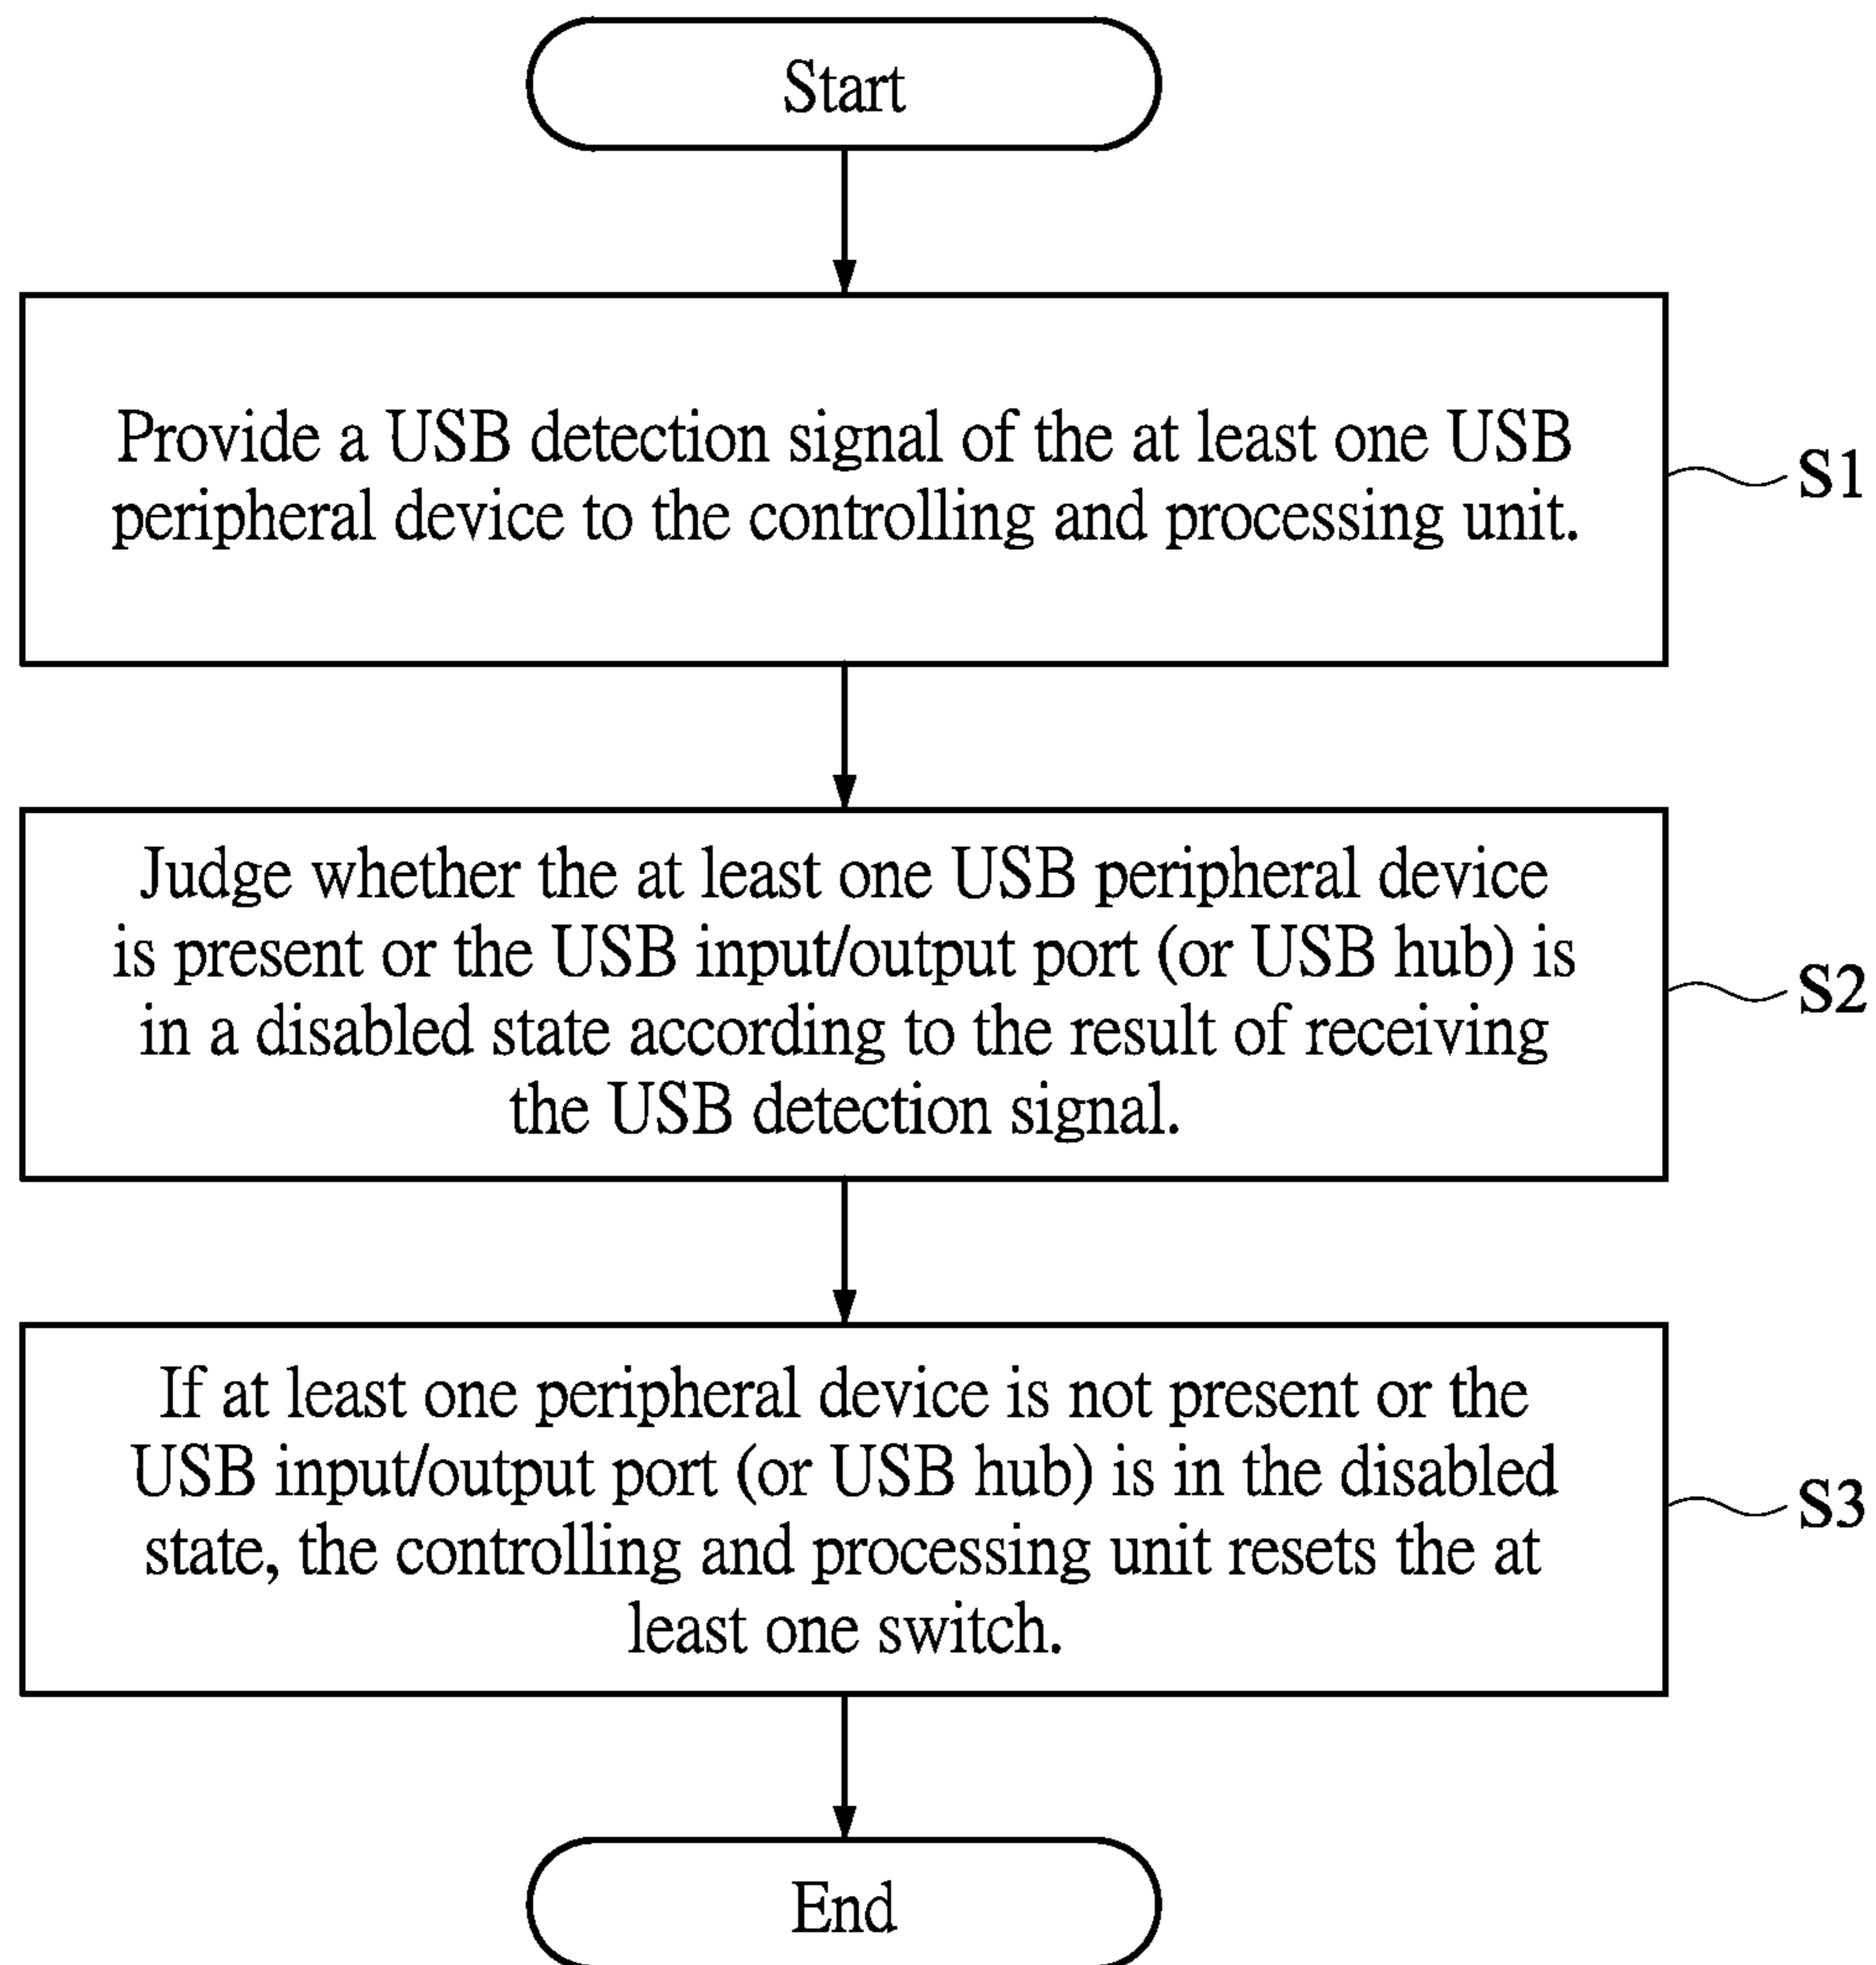 Start
Provide a USB detection signal of the at least one USB
peripheral device to the controlling and processing unit.
S1
Judge whether the at least one USB peripheral device
is present or the USB input/output port (or USB hub) is
in a disabled state according to the result of receiving
the USB detection signal.
S2
If at least one peripheral device is not present or the
USB input/output port (or USB hub) is in the disabled
state, the controlling and processing unit resets the at
least one switch.
S3
End